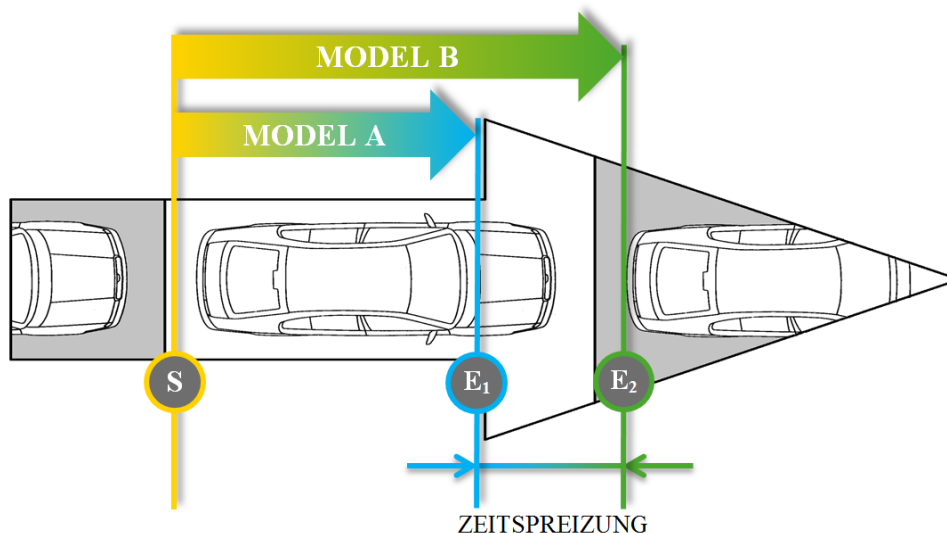 MODEL B
MODEL A
S
E₁
E₂
ZEITSPREIZUNG